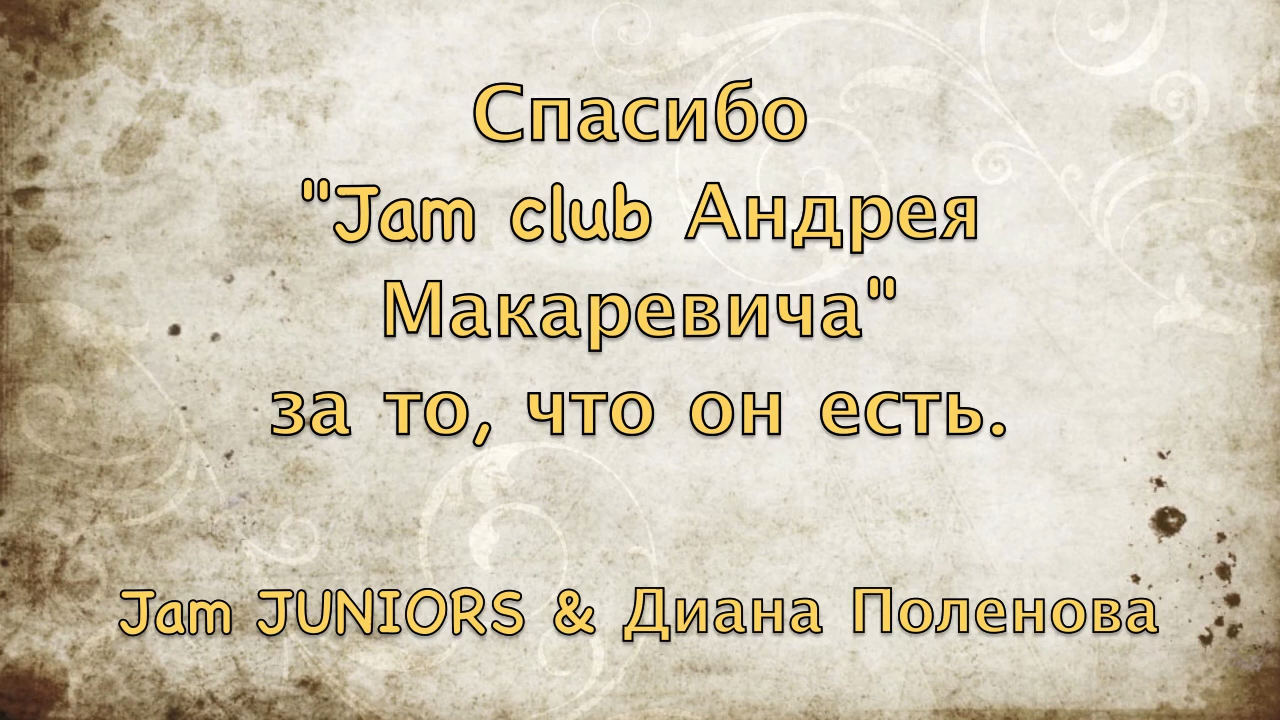 Спасибо
"Jam club Андрея
Макаревича"
за то, что он есть.
Jam JUNIORS & Диана Поленова